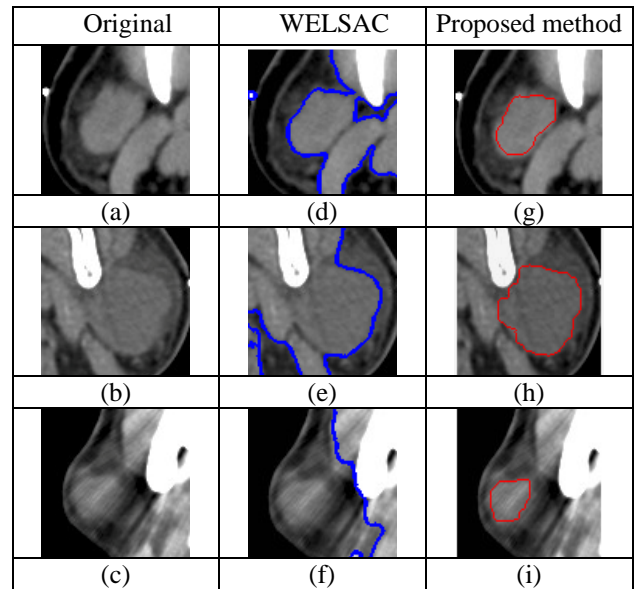 Original WELSAC Proposed method
(a) (d) (g)
(b) (e) (h)
(c) (f) (i)